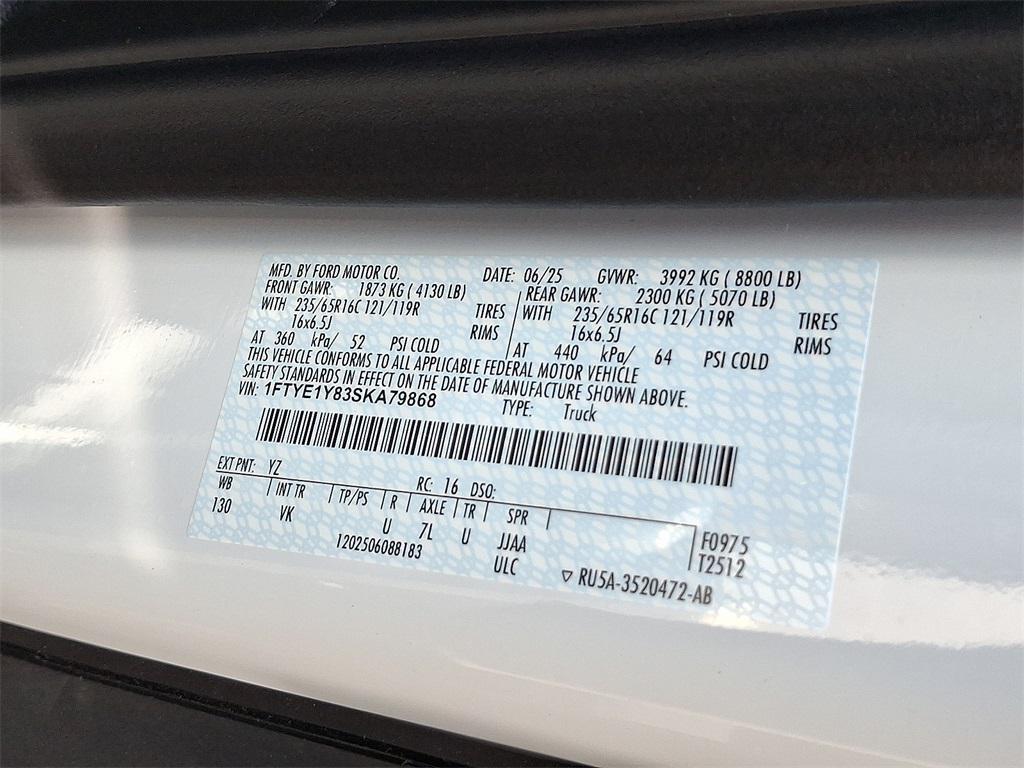 MFD. BY FORD MOTOR CO. DATE: 06/25 GVWR: 3992 KG ( 8800 LB)
FRONT GAWR: 1873 KG ( 4130 LB) REAR GAWR: 2300 KG ( 5070 LB)
WITH 235/65R16C 121/119R TIRES WITH 235/65R16C 121/119R TIRES
16x6.5J RIMS 16x6.5J RIMS
AT 360 kPa/ 52 PSI COLD AT 440 kPa/ 64 PSI COLD
THIS VEHICLE CONFORMS TO ALL APPLICABLE FEDERAL MOTOR VEHICLE
SAFETY STANDARDS IN EFFECT ON THE DATE OF MANUFACTURE SHOWN ABOVE.
VIN: 1FTYE1Y83SKA79868 TYPE: Truck
EXT PNT: YZ RC: 16 DSO:
WB INT TR TP/PS R AXLE TR SPR
130 VK U 7L U JJAA F0975
1202506088183 ULC T2512
▽ RU5A-3520472-AB